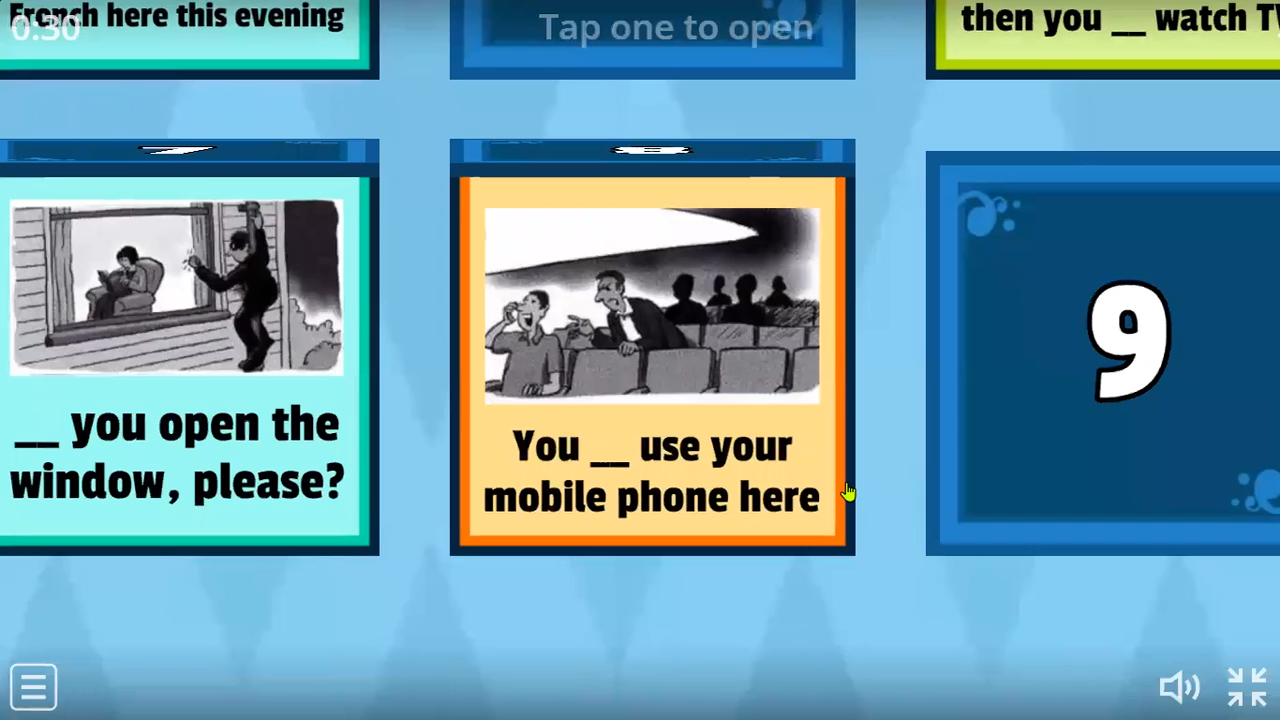 French here this evening
0:30
Tap one to open
then you __ watch TV
__ you open the
window, please?
You __ use your
mobile phone here
9